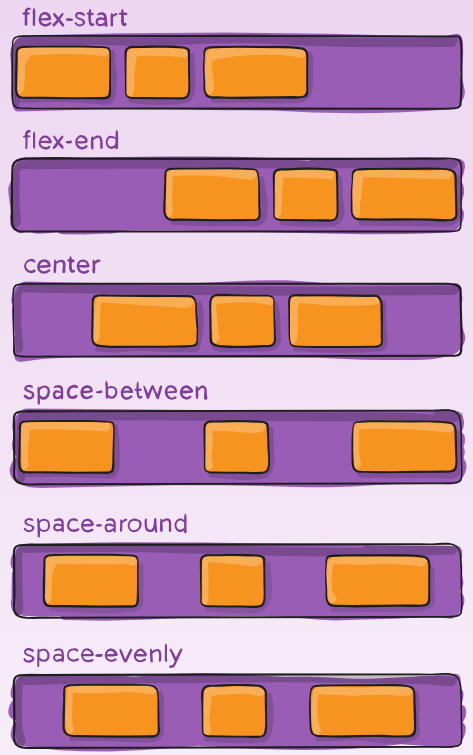 flex-start
flex-end
center
space-between
space-around
space-evenly